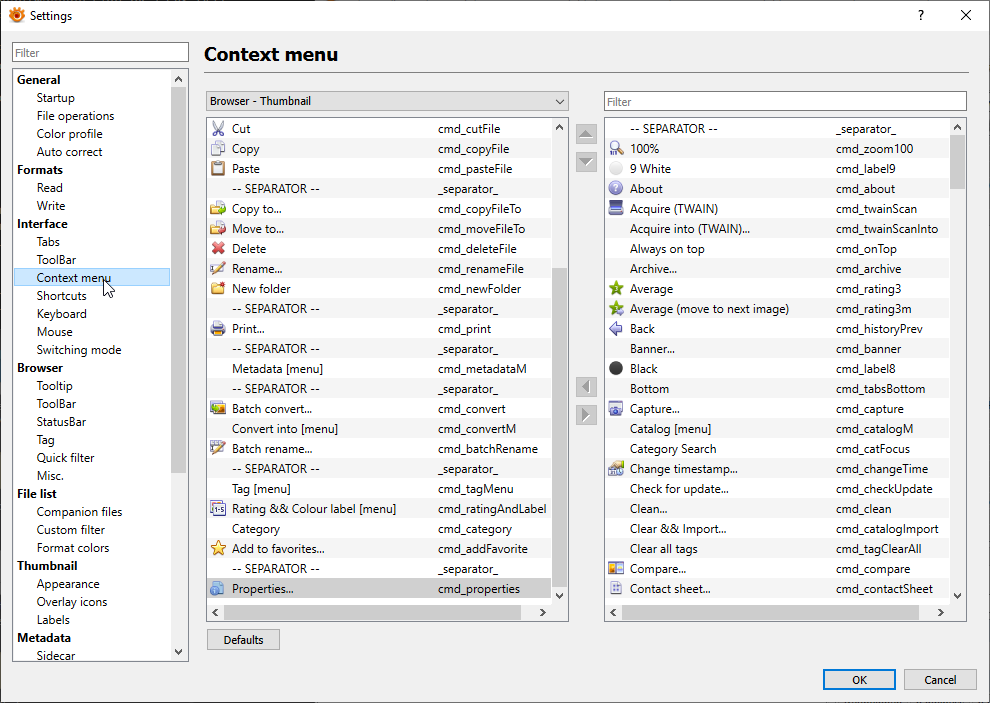 Settings
?
Filter
Context menu
General
Startup
File operations
Color profile
Auto correct
Formats
Read
Write
Interface
Tabs
ToolBar
Context menu
Shortcuts
Keyboard
Mouse
Switching mode
Browser
Tooltip
ToolBar
StatusBar
Tag
Quick filter
Misc.
File list
Companion files
Custom filter
Format colors
Thumbnail
Appearance
Overlay icons
Labels
Metadata
Sidecar
Browser - Thumbnail
Cut cmd_cutFile
Copy cmd_copyFile
Paste cmd_pasteFile
-- SEPARATOR -- _separator_
Copy to... cmd_copyFileTo
Move to... cmd_moveFileTo
Delete cmd_deleteFile
Rename... cmd_renameFile
New folder cmd_newFolder
-- SEPARATOR -- _separator_
Print... cmd_print
-- SEPARATOR -- _separator_
Metadata [menu] cmd_metadataM
-- SEPARATOR -- _separator_
Batch convert... cmd_convert
Convert into [menu] cmd_convertM
Batch rename... cmd_batchRename
-- SEPARATOR -- _separator_
Tag [menu] cmd_tagMenu
Rating && Colour label [menu] cmd_ratingAndLabel
Category cmd_category
Add to favorites... cmd_addFavorite
-- SEPARATOR -- _separator_
Properties... cmd_properties
Defaults
Filter
-- SEPARATOR -- _separator_
100% cmd_zoom100
9 White cmd_label9
About cmd_about
Acquire (TWAIN) cmd_twainScan
Acquire into (TWAIN)... cmd_twainScanInto
Always on top cmd_onTop
Archive... cmd_archive
Average cmd_rating3
Average (move to next image) cmd_rating3m
Back cmd_historyPrev
Banner... cmd_banner
Black cmd_label8
Bottom cmd_tabsBottom
Capture... cmd_capture
Catalog [menu] cmd_catalogM
Category Search cmd_catFocus
Change timestamp... cmd_changeTime
Check for update... cmd_checkUpdate
Clean... cmd_clean
Clear && Import... cmd_catalogImport
Clear all tags cmd_tagClearAll
Compare... cmd_compare
Contact sheet... cmd_contactSheet
OK
Cancel